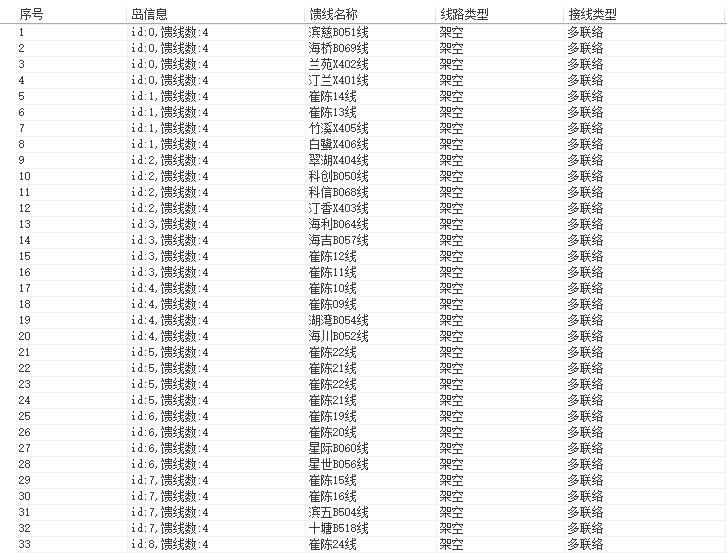 序号 岛信息 馈线名称 线路类型 接线类型
1 id:0,馈线数:4 滨慈B051线 架空 多联络
2 id:0,馈线数:4 海桥B069线 架空 多联络
3 id:0,馈线数:4 兰苑X402线 架空 多联络
4 id:0,馈线数:4 汀兰X401线 架空 多联络
5 id:1,馈线数:4 崔陈14线 架空 多联络
6 id:1,馈线数:4 崔陈13线 架空 多联络
7 id:1,馈线数:4 竹溪X405线 架空 多联络
8 id:1,馈线数:4 白鹭X406线 架空 多联络
9 id:2,馈线数:4 翠湖X404线 架空 多联络
10 id:2,馈线数:4 科创B050线 架空 多联络
11 id:2,馈线数:4 科信B068线 架空 多联络
12 id:2,馈线数:4 汀香X403线 架空 多联络
13 id:3,馈线数:4 海利B064线 架空 多联络
14 id:3,馈线数:4 海吉B057线 架空 多联络
15 id:3,馈线数:4 崔陈12线 架空 多联络
16 id:3,馈线数:4 崔陈11线 架空 多联络
17 id:4,馈线数:4 崔陈10线 架空 多联络
18 id:4,馈线数:4 崔陈09线 架空 多联络
19 id:4,馈线数:4 湖湾B054线 架空 多联络
20 id:4,馈线数:4 海川B052线 架空 多联络
21 id:5,馈线数:4 崔陈22线 架空 多联络
22 id:5,馈线数:4 崔陈21线 架空 多联络
23 id:5,馈线数:4 崔陈22线 架空 多联络
24 id:5,馈线数:4 崔陈21线 架空 多联络
25 id:6,馈线数:4 崔陈19线 架空 多联络
26 id:6,馈线数:4 崔陈20线 架空 多联络
27 id:6,馈线数:4 星际B060线 架空 多联络
28 id:6,馈线数:4 星世B056线 架空 多联络
29 id:7,馈线数:4 崔陈15线 架空 多联络
30 id:7,馈线数:4 崔陈16线 架空 多联络
31 id:7,馈线数:4 滨五B504线 架空 多联络
32 id:7,馈线数:4 十塘B518线 架空 多联络
33 id:8,馈线数:4 崔陈24线 架空 多联络